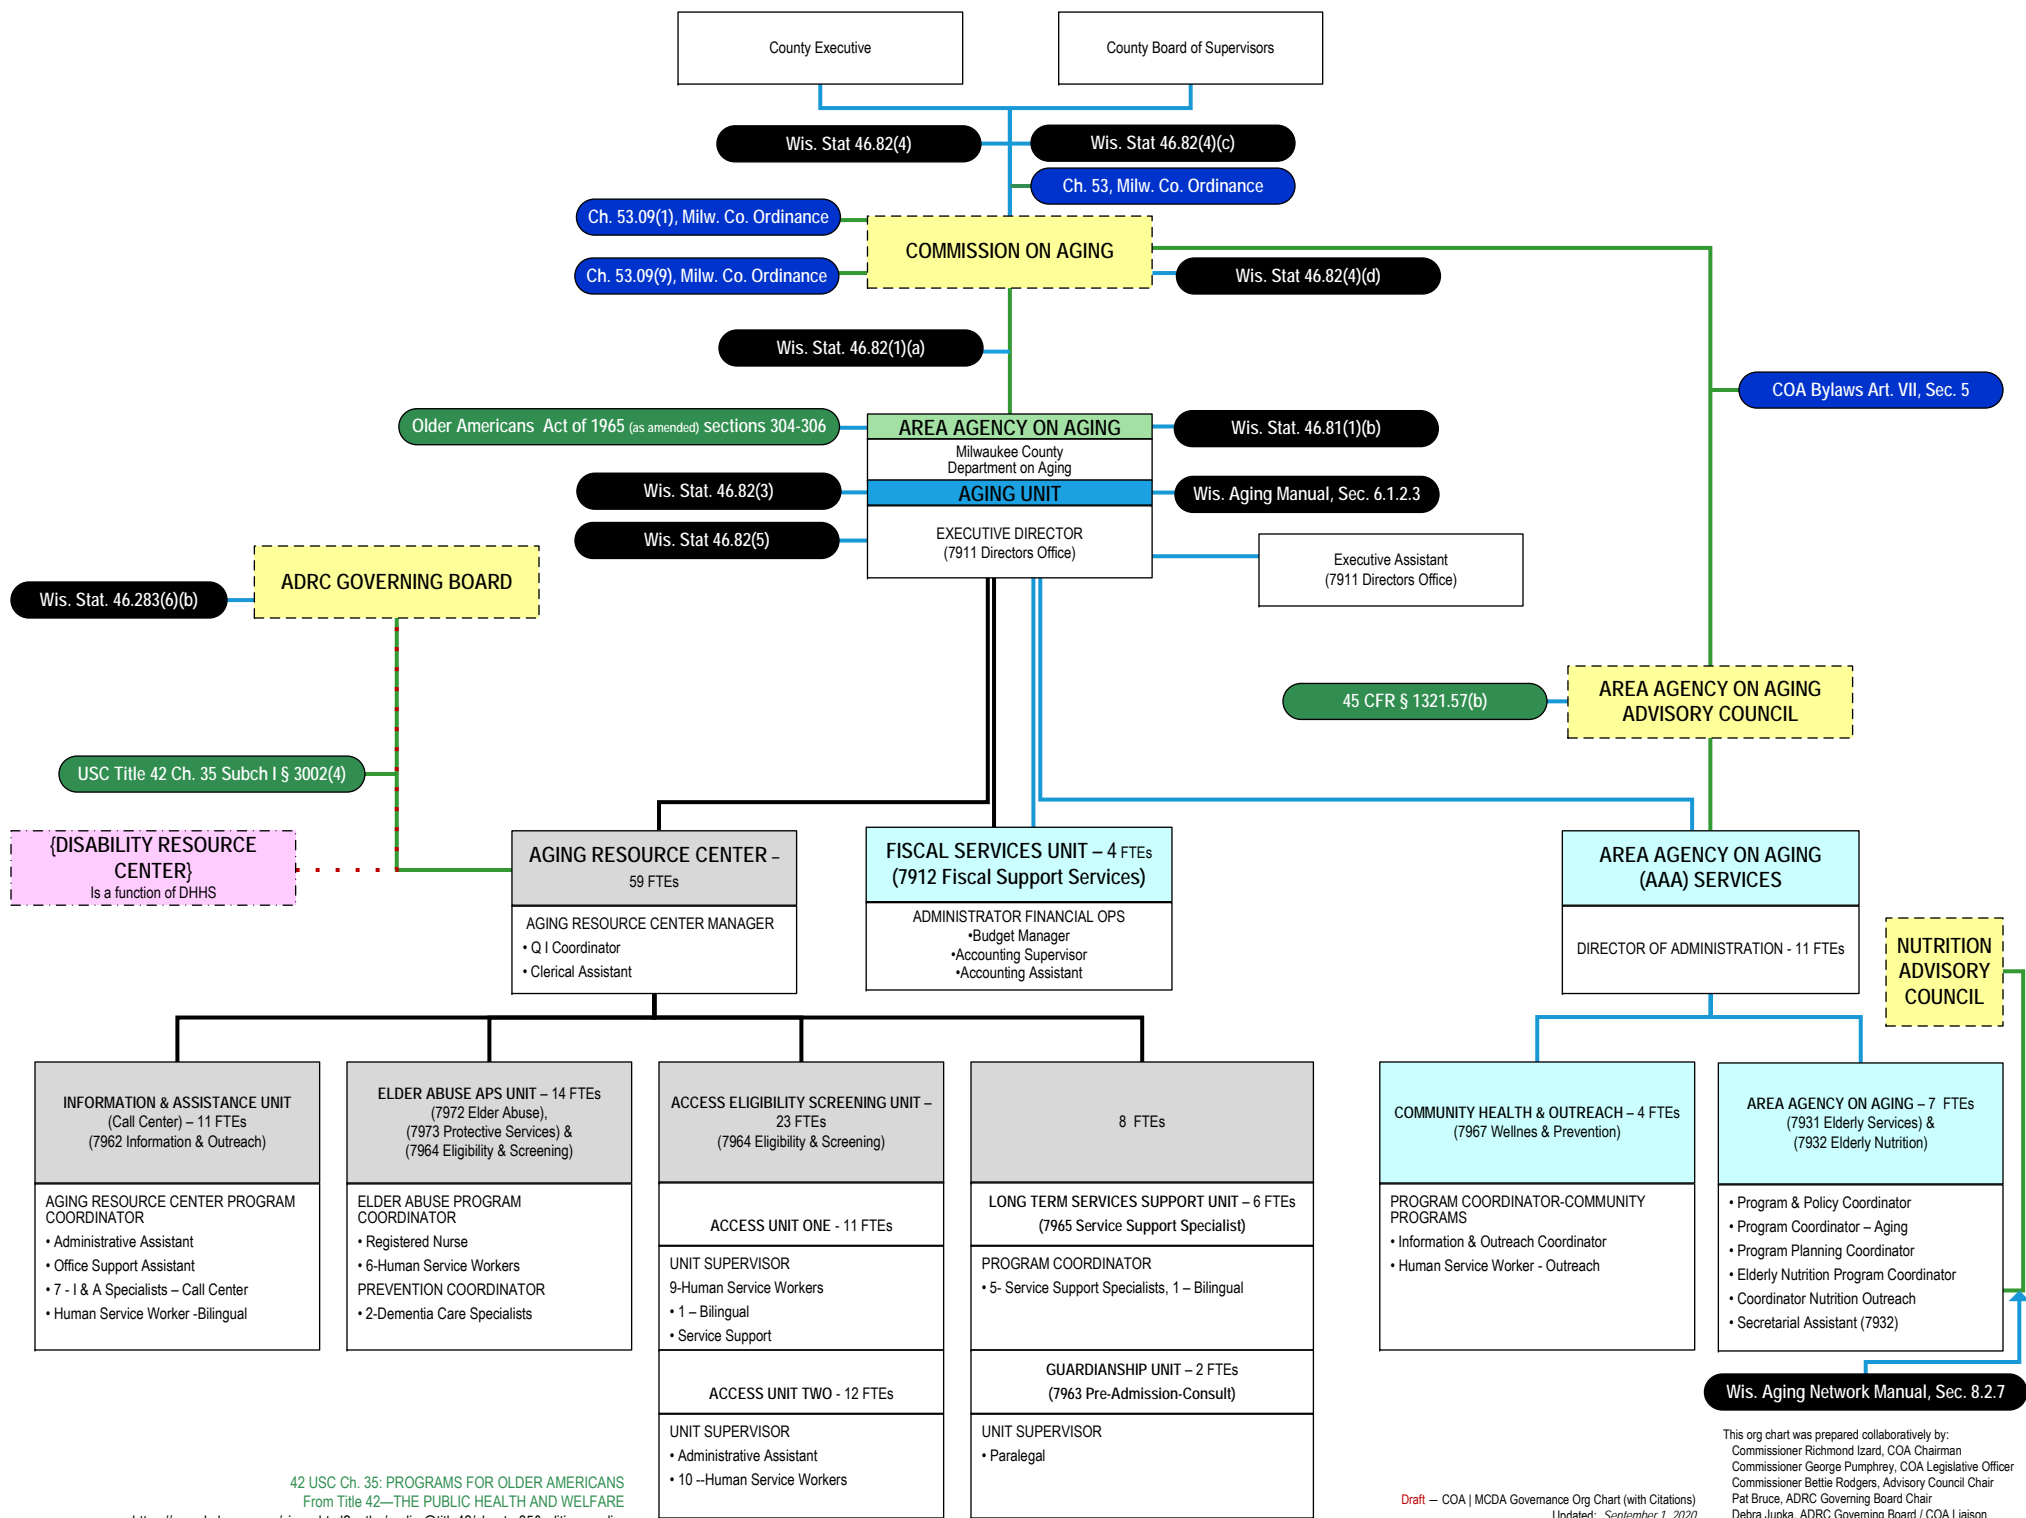 County Executive
County Board of Supervisors
Wis. Stat 46.82(4)
Wis. Stat 46.82(4)(c)
Ch. 53, Milw. Co. Ordinance
Ch. 53.09(1), Milw. Co. Ordinance
COMMISSION ON AGING
Ch. 53.09(9), Milw. Co. Ordinance
Wis. Stat 46.82(4)(d)
Wis. Stat. 46.82(1)(a)
COA Bylaws Art. VII, Sec. 5
Older Americans Act of 1965 (as amended) sections 304-306
AREA AGENCY ON AGING
Wis. Stat. 46.81(1)(b)
Milwaukee County
Department on Aging
Wis. Stat. 46.82(3)
AGING UNIT
Wis. Aging Manual, Sec. 6.1.2.3
Wis. Stat 46.82(5)
EXECUTIVE DIRECTOR
(7911 Directors Office)
Executive Assistant
(7911 Directors Office)
ADRC GOVERNING BOARD
Wis. Stat. 46.283(6)(b)
45 CFR § 1321.57(b)
AREA AGENCY ON AGING
ADVISORY COUNCIL
USC Title 42 Ch. 35 Subch I § 3002(4)
{DISABILITY RESOURCE
CENTER}
Is a function of DHHS
AGING RESOURCE CENTER –
59 FTEs
AGING RESOURCE CENTER MANAGER
• Q I Coordinator
• Clerical Assistant
FISCAL SERVICES UNIT – 4 FTEs
(7912 Fiscal Support Services)
ADMINISTRATOR FINANCIAL OPS
•Budget Manager
•Accounting Supervisor
•Accounting Assistant
AREA AGENCY ON AGING
(AAA) SERVICES
DIRECTOR OF ADMINISTRATION - 11 FTEs
NUTRITION
ADVISORY
COUNCIL
INFORMATION & ASSISTANCE UNIT
(Call Center) – 11 FTEs
(7962 Information & Outreach)
AGING RESOURCE CENTER PROGRAM
COORDINATOR
• Administrative Assistant
• Office Support Assistant
• 7 - I & A Specialists – Call Center
• Human Service Worker -Bilingual
ELDER ABUSE APS UNIT – 14 FTEs
(7972 Elder Abuse),
(7973 Protective Services) &
(7964 Eligibility & Screening)
ELDER ABUSE PROGRAM
COORDINATOR
• Registered Nurse
• 6-Human Service Workers
PREVENTION COORDINATOR
• 2-Dementia Care Specialists
ACCESS ELIGIBILITY SCREENING UNIT –
23 FTEs
(7964 Eligibility & Screening)
ACCESS UNIT ONE - 11 FTEs
UNIT SUPERVISOR
9-Human Service Workers
• 1 – Bilingual
• Service Support
ACCESS UNIT TWO - 12 FTEs
UNIT SUPERVISOR
• Administrative Assistant
• 10 --Human Service Workers
8 FTEs
LONG TERM SERVICES SUPPORT UNIT – 6 FTEs
(7965 Service Support Specialist)
PROGRAM COORDINATOR
• 5- Service Support Specialists, 1 – Bilingual
GUARDIANSHIP UNIT – 2 FTEs
(7963 Pre-Admission-Consult)
UNIT SUPERVISOR
• Paralegal
COMMUNITY HEALTH & OUTREACH – 4 FTEs
(7967 Wellnes & Prevention)
PROGRAM COORDINATOR-COMMUNITY
PROGRAMS
• Information & Outreach Coordinator
• Human Service Worker - Outreach
AREA AGENCY ON AGING – 7 FTEs
(7931 Elderly Services) &
(7932 Elderly Nutrition)
• Program & Policy Coordinator
• Program Coordinator – Aging
• Program Planning Coordinator
• Elderly Nutrition Program Coordinator
• Coordinator Nutrition Outreach
• Secretarial Assistant (7932)
Wis. Aging Network Manual, Sec. 8.2.7
42 USC Ch. 35: PROGRAMS FOR OLDER AMERICANS
From Title 42—THE PUBLIC HEALTH AND WELFARE
Draft — COA | MCDA Governance Org Chart (with Citations)
Updated: September 1, 2020
This org chart was prepared collaboratively by:
Commissioner Richmond Izard, COA Chairman
Commissioner George Pumphrey, COA Legislative Officer
Commissioner Bettie Rodgers, Advisory Council Chair
Pat Bruce, ADRC Governing Board Chair
Debra Jupka, ADRC Governing Board / COA Liaison